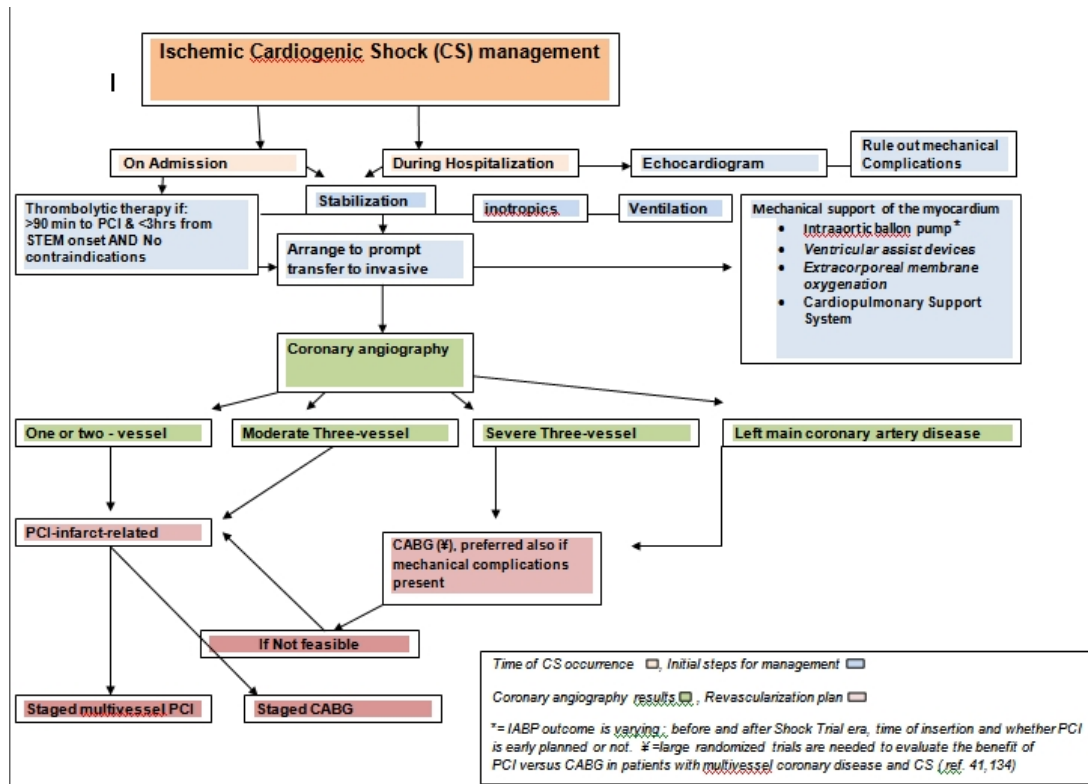 Ischemic Cardiogenic Shock (CS) management
On Admission
During Hospitalization
Echocardiogram
Rule out mechanical
Complications
Thrombolytic therapy if:
>90 min to PCI & <3hrs from
STEM onset AND No
contraindications
Stabilization
inotropics
Ventilation
Mechanical support of the myocardium
• Intraaortic ballon pump*
• Ventricular assist devices
• Extracorporeal membrane
oxygenation
• Cardiopulmonary Support
System
Arrange to prompt
transfer to invasive
Coronary angiography
One or two - vessel
Moderate Three-vessel
Severe Three-vessel
Left main coronary artery disease
PCI-infarct-related
CABG (¥), preferred also if
mechanical complications
present
If Not feasible
Staged multivessel PCI
Staged CABG
Time of CS occurrence , Initial steps for management
Coronary angiography results , Revascularization plan
*= IABP outcome is varying ; before and after Shock Trial era, time of insertion and whether PCI
is early planned or not. ¥ =large randomized trials are needed to evaluate the benefit of
PCI versus CABG in patients with multivessel coronary disease and CS ( ref. 41,134)